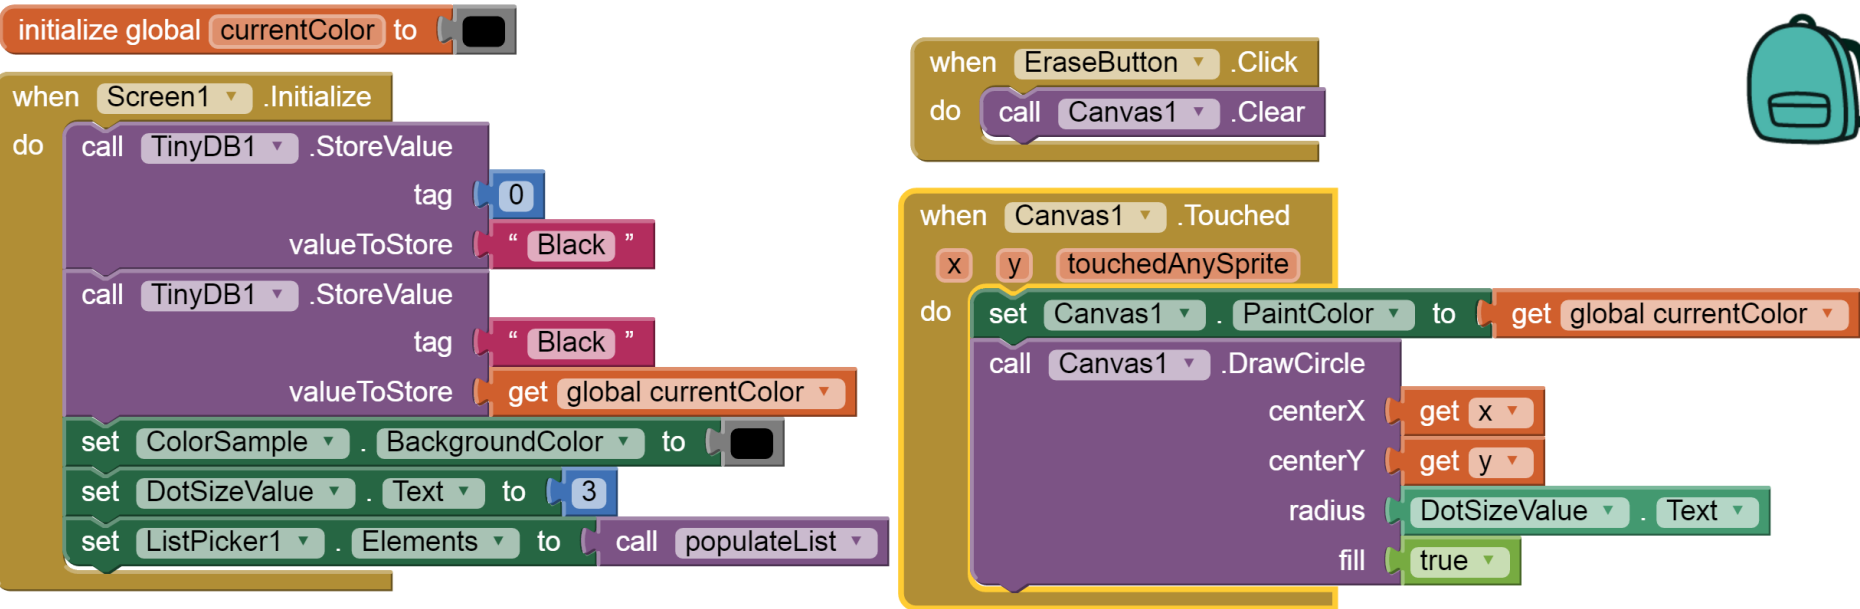 initialize global currentColor to
when Screen1 .Initialize
do call TinyDB1 .StoreValue
tag 0
valueToStore “ Black ”
call TinyDB1 .StoreValue
tag “ Black ”
valueToStore get global currentColor
set ColorSample . BackgroundColor to
set DotSizeValue . Text to 3
set ListPicker1 . Elements to call populateList
when EraseButton .Click
do call Canvas1 .Clear
when Canvas1 .Touched
x y touchedAnySprite
do set Canvas1 . PaintColor to get global currentColor
call Canvas1 .DrawCircle
centerX get x
centerY get y
radius DotSizeValue . Text
fill true